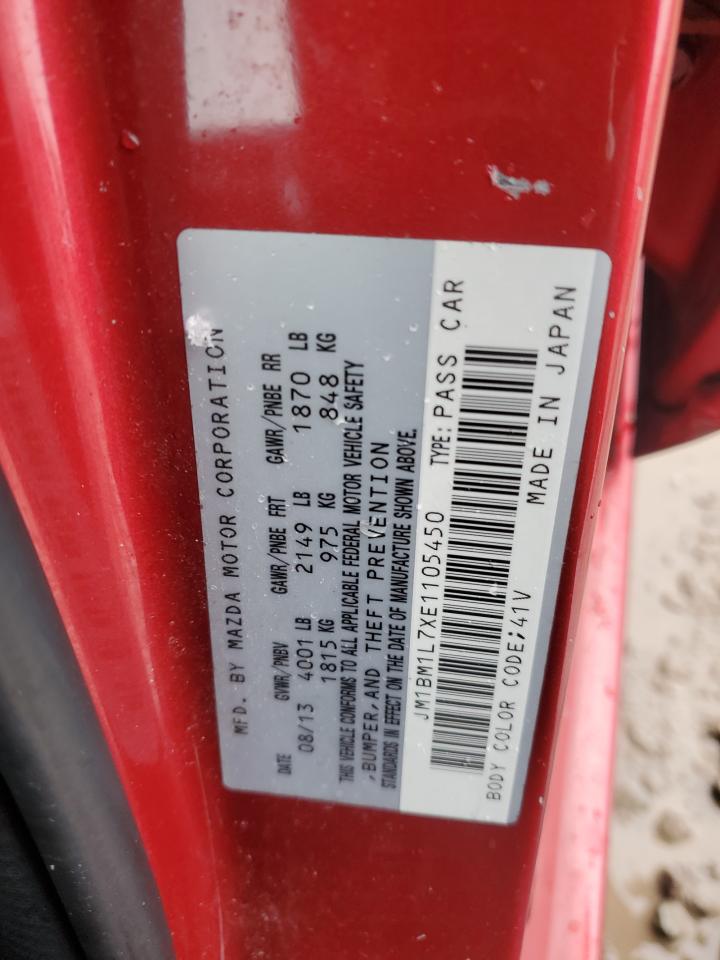 MFD. BY MAZDA MOTOR CORPORATION
DATE GVWR/PNBV GAWR/PNBE FRT GAWR/PNBE RR
08/13 4001 LB 2149 LB 1870 LB
1815 KG 975 KG 848 KG
THIS VEHICLE CONFORMS TO ALL APPLICABLE FEDERAL MOTOR VEHICLE SAFETY
,BUMPER,AND THEFT PREVENTION
STANDARDS IN EFFECT ON THE DATE OF MANUFACTURE SHOWN ABOVE.
JM1BM1L7XE1105450 TYPE: PASS CAR
BODY COLOR CODE;41V MADE IN JAPAN